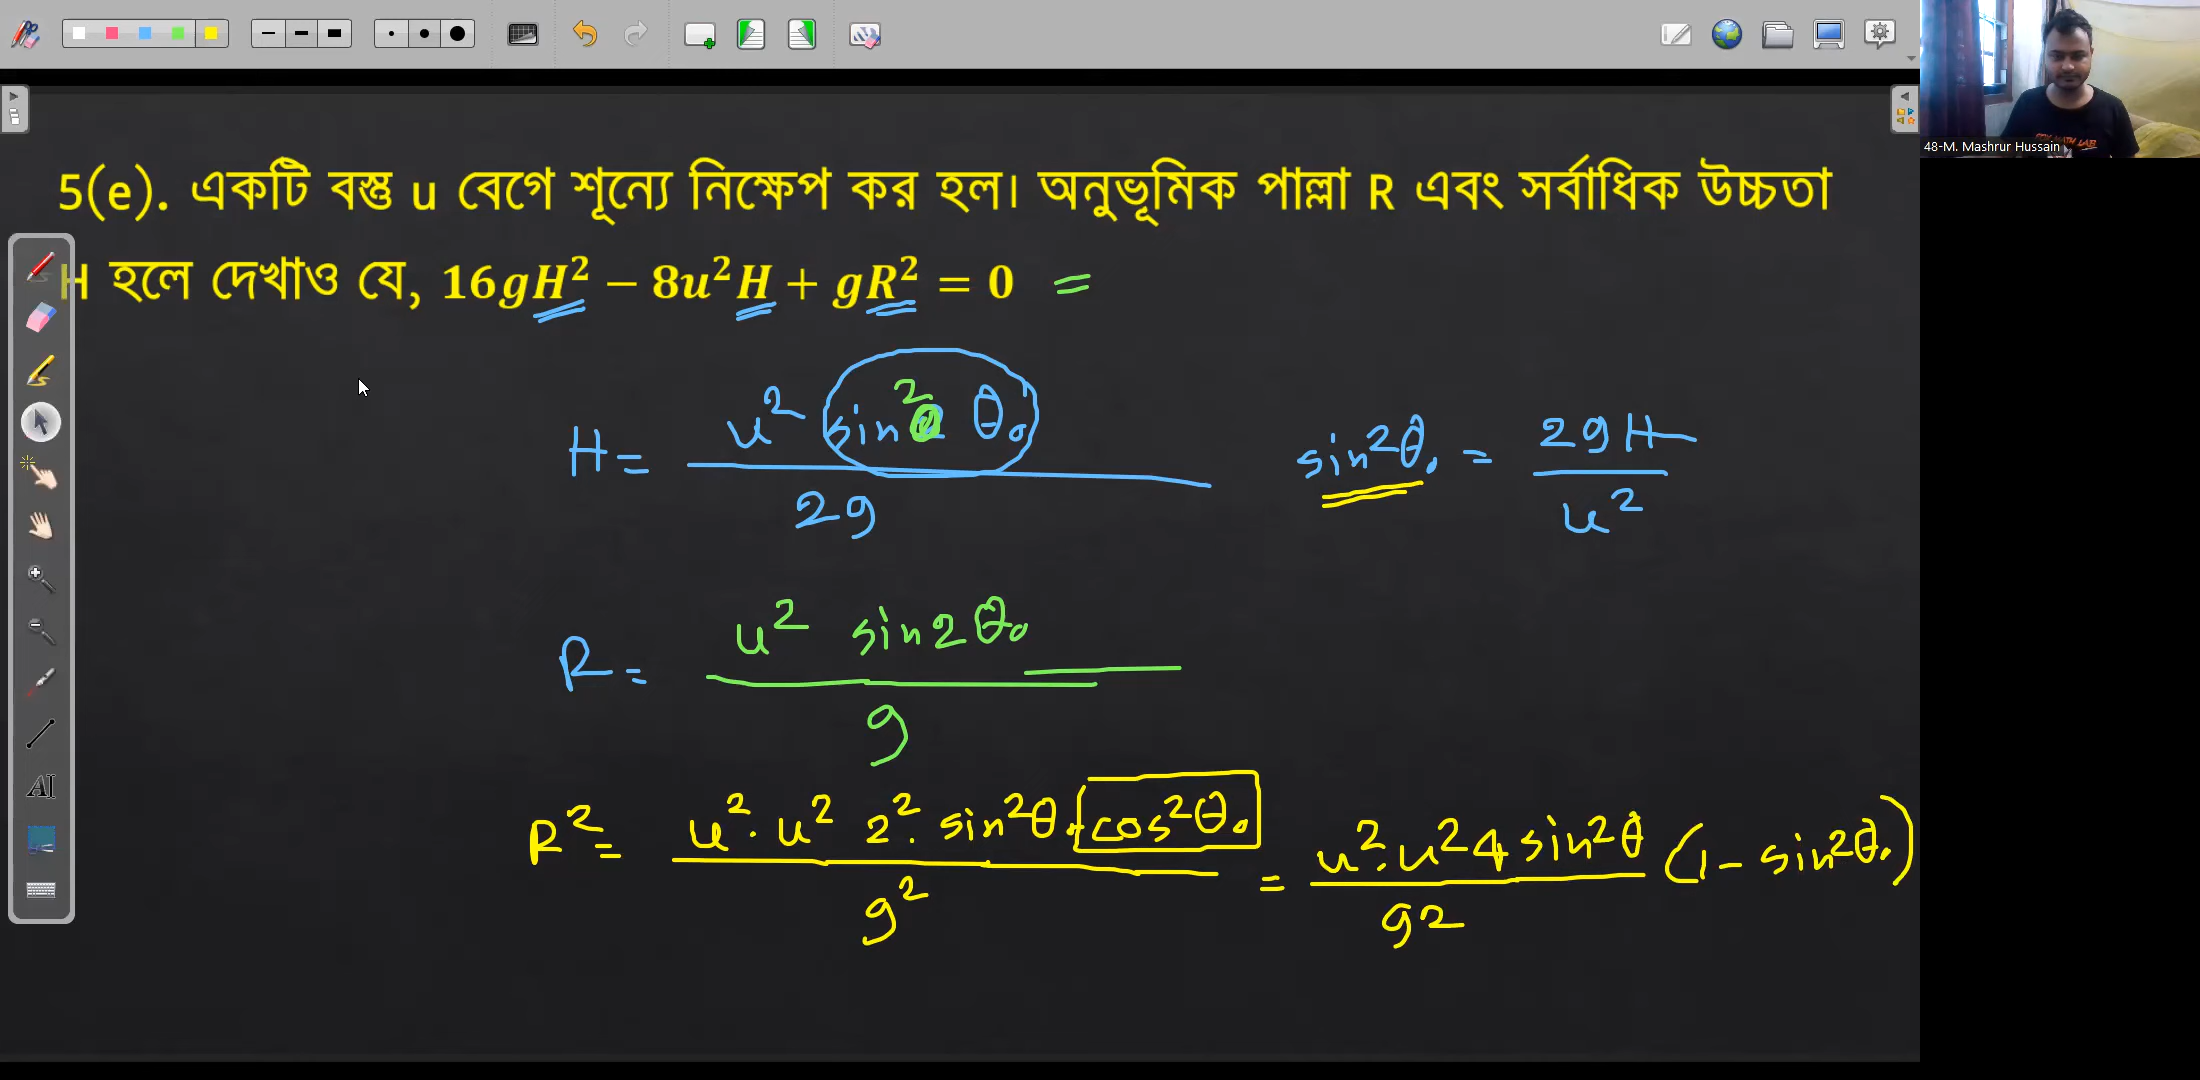 48-M. Mashrur Hussain
5(e). একটি বস্তু u বেগে শূন্যে নিক্ষেপ কর হল। অনুভূমিক পাল্লা R এবং সর্বাধিক উচ্চতা
H হলে দেখাও যে, 16gH² − 8u²H + gR² = 0 =
H = u² sin² θ₀ / 2g
sin²θ₀ = 2gH / u²
R = u² sin2θ₀ / g
R² = u². u² 2². sin²θ₀ cos²θ₀ / g² = u². u² 4 sin²θ / g2 (1 - sin²θ₀)